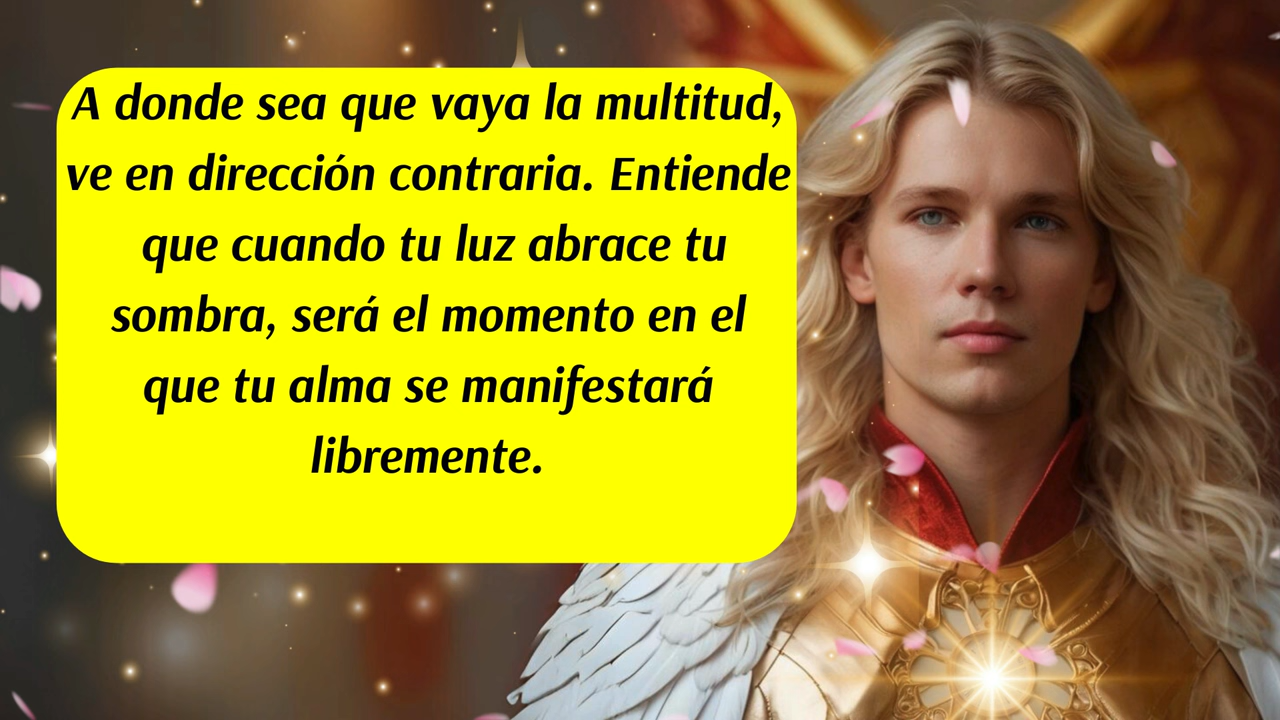 A donde sea que vaya la multitud,
ve en dirección contraria. Entiende
que cuando tu luz abrace tu
sombra, será el momento en el
que tu alma se manifestará
libremente.